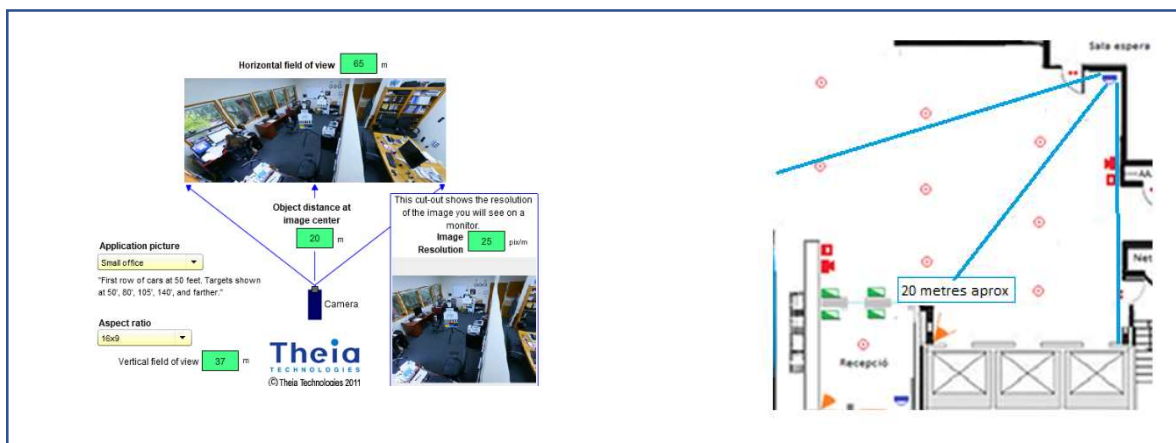 Horizontal field of view 65 m
This cut-out shows the resolution
of the image you will see on a
monitor.
Object distance at
image center
20 m
Image
Resolution 25 pix/m
Application picture
Small office
"First row of cars at 50 feet. Targets shown
at 50', 80', 105', 140', and farther."
Camera
Aspect ratio
16x9
Vertical field of view 37 m
Theia
TECHNOLOGIES
© Theia Technologies 2011
Sala espera
AA
Net
20 metres aprox
Recepció